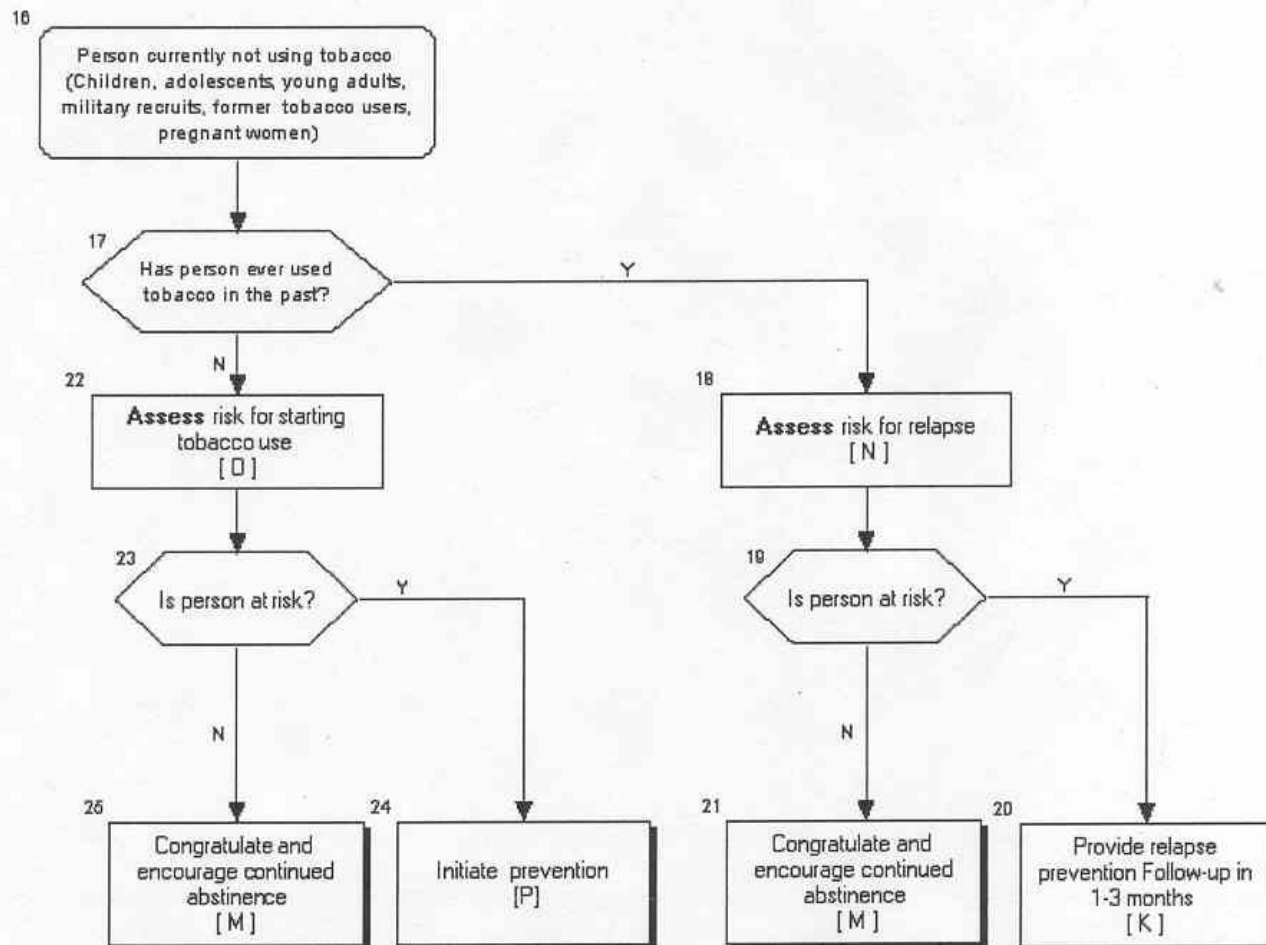 16
Person currently not using tobacco
(Children, adolescents, young adults,
military recruits, former tobacco users,
pregnant women)
17
Has person ever used
tobacco in the past?
Y
N
22
Assess risk for starting
tobacco use
[ O ]
18
Assess risk for relapse
[ N ]
23
Is person at risk?
Y
N
19
Is person at risk?
Y
N
25
Congratulate and
encourage continued
abstinence
[ M ]
24
Initiate prevention
[P]
21
Congratulate and
encourage continued
abstinence
[ M ]
20
Provide relapse
prevention Follow-up in
1-3 months
[ K ]